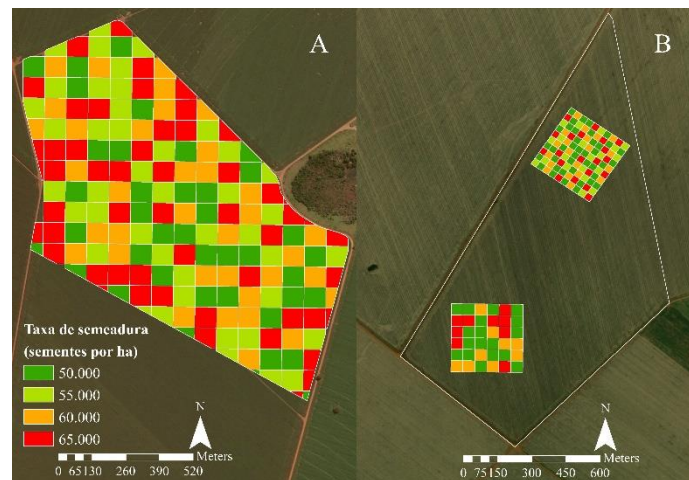 A
B
Taxa de semeadura
(sementes por ha)
50.000
55.000
60.000
65.000
N
Meters
0 65130 260 390 520
N
Meters
0 75150 300 450 600